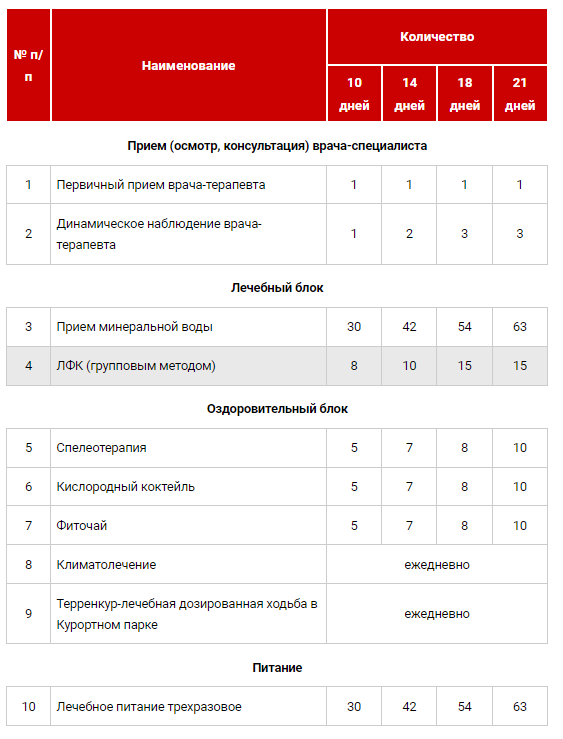 № п/п Наименование Количество
10 дней 14 дней 18 дней 21 дней
Прием (осмотр, консультация) врача-специалиста
1 Первичный прием врача-терапевта 1 1 1 1
2 Динамическое наблюдение врача-
терапевта 1 2 3 3
Лечебный блок
3 Прием минеральной воды 30 42 54 63
4 ЛФК (групповым методом) 8 10 15 15
Оздоровительный блок
5 Спелеотерапия 5 7 8 10
6 Кислородный коктейль 5 7 8 10
7 Фиточай 5 7 8 10
8 Климатолечение ежедневно
9 Терренкур-лечебная дозированная ходьба в
Курортном парке ежедневно
Питание
10 Лечебное питание трехразовое 30 42 54 63